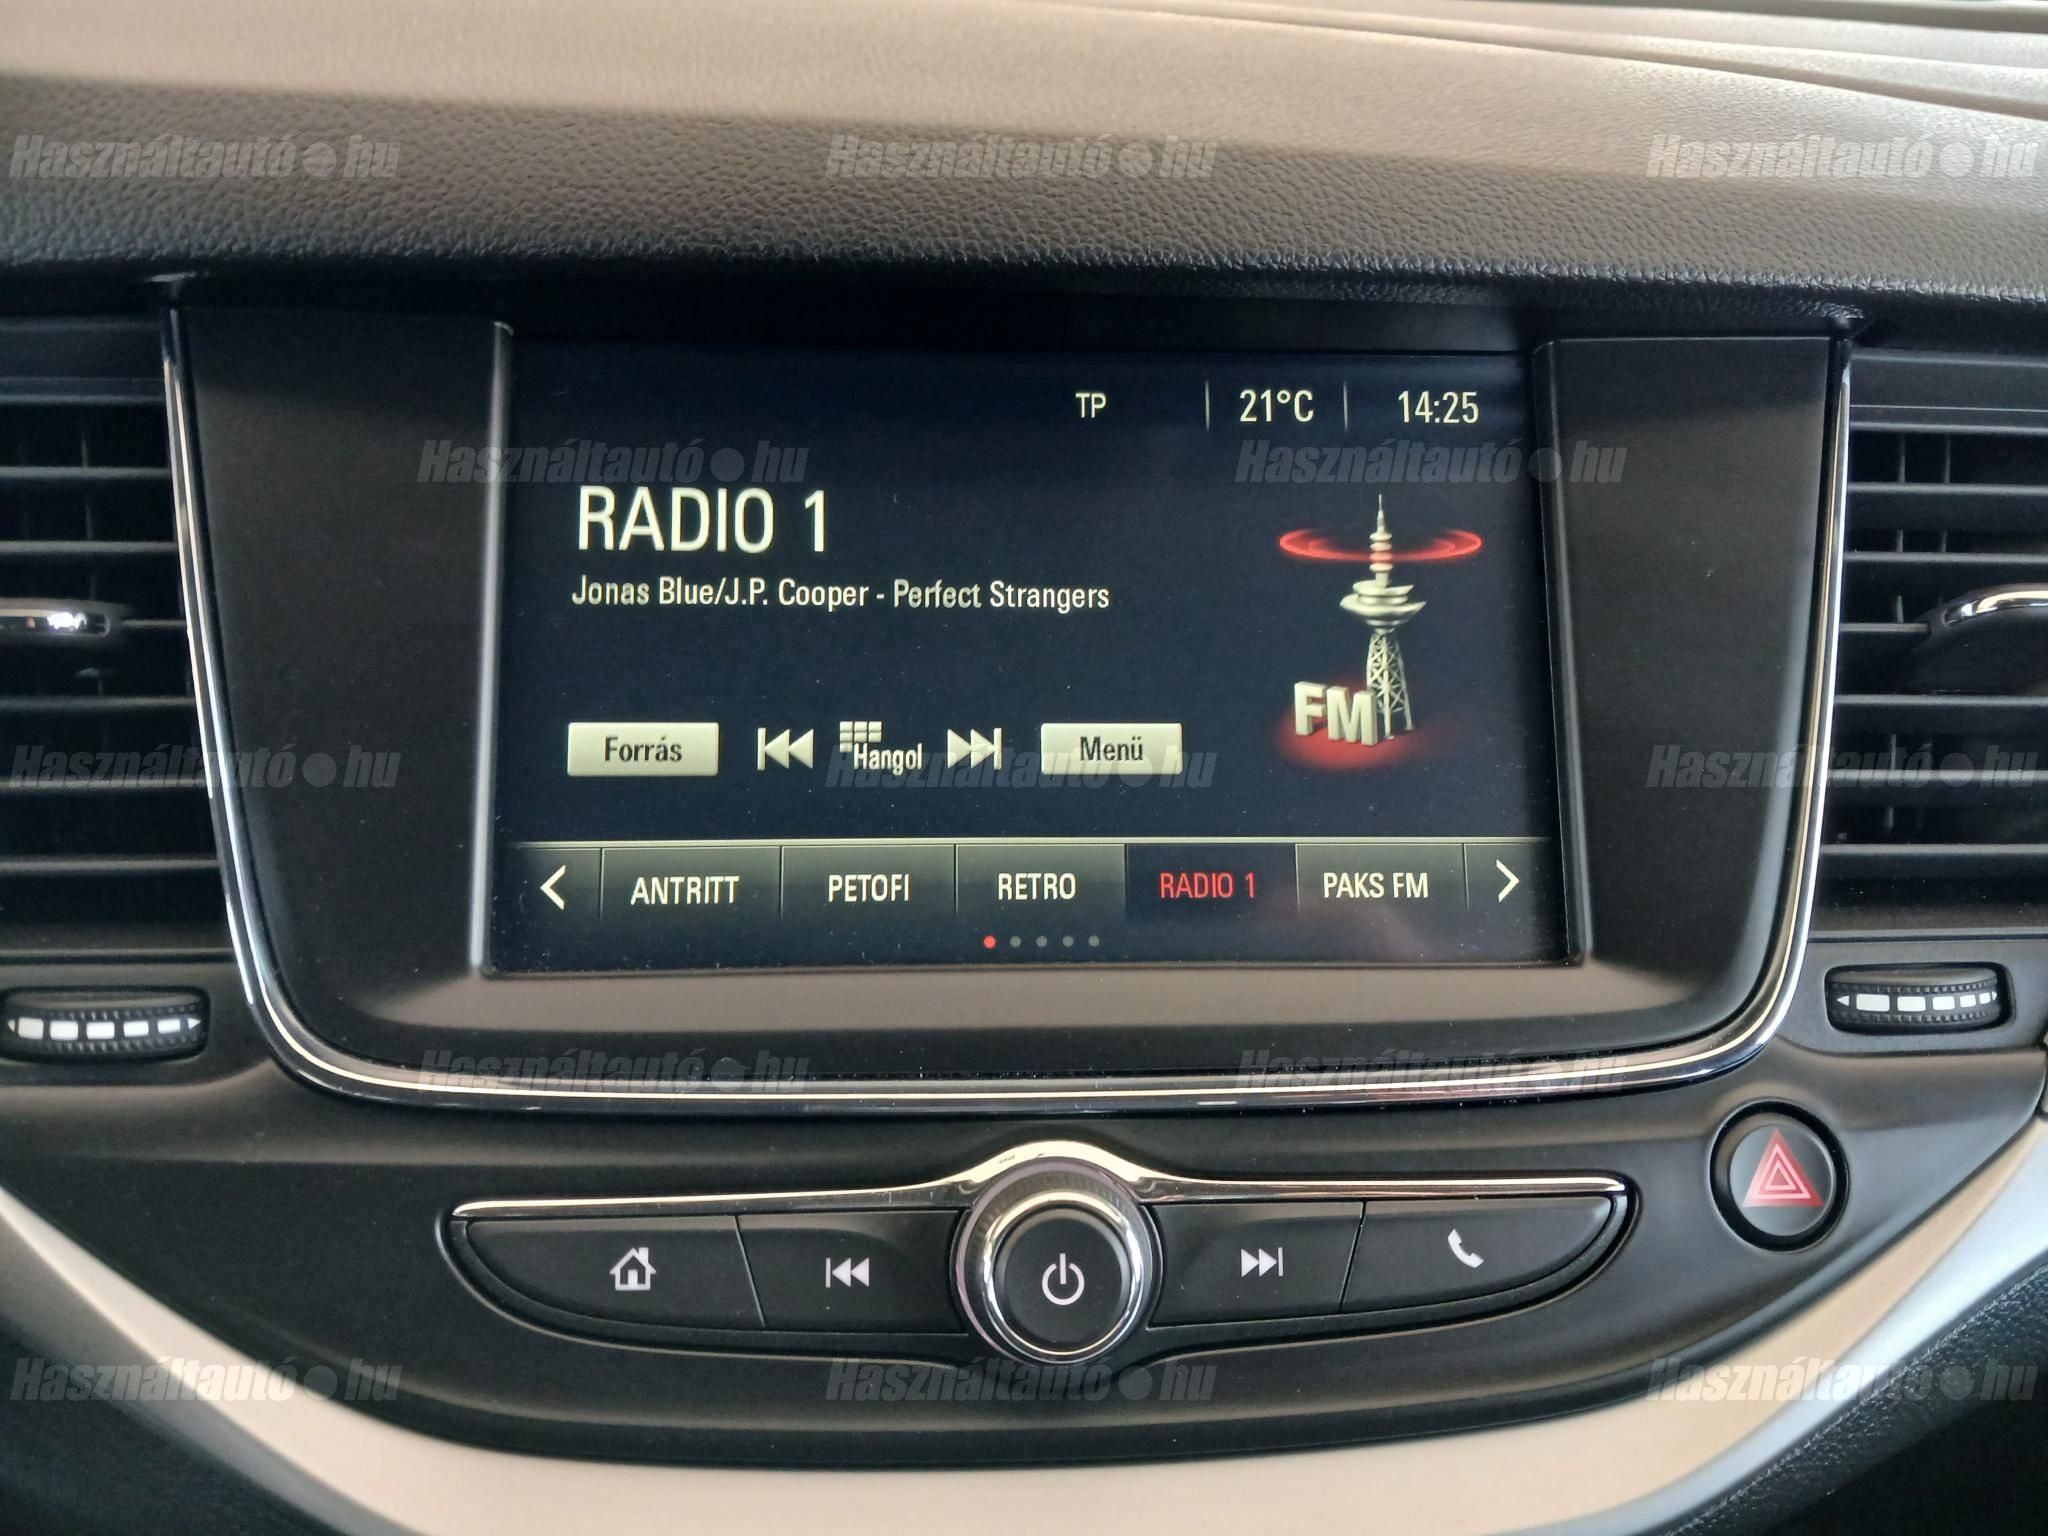 Használtautó●hu Használtautó●hu Használtautó●hu
TP 21°C 14:25
Használtautó●hu Használtautó●hu
RADIO 1
Jonas Blue/J.P. Cooper - Perfect Strangers
FM
Forrás Hangol Menü
Használtautó●hu Használtautó●hu Használtautó●hu
ANTRITT PETOFI RETRO RADIO 1 PAKS FM
Használtautó●hu Használtautó●hu
Használtautó●hu Használtautó●hu Használtautó●hu